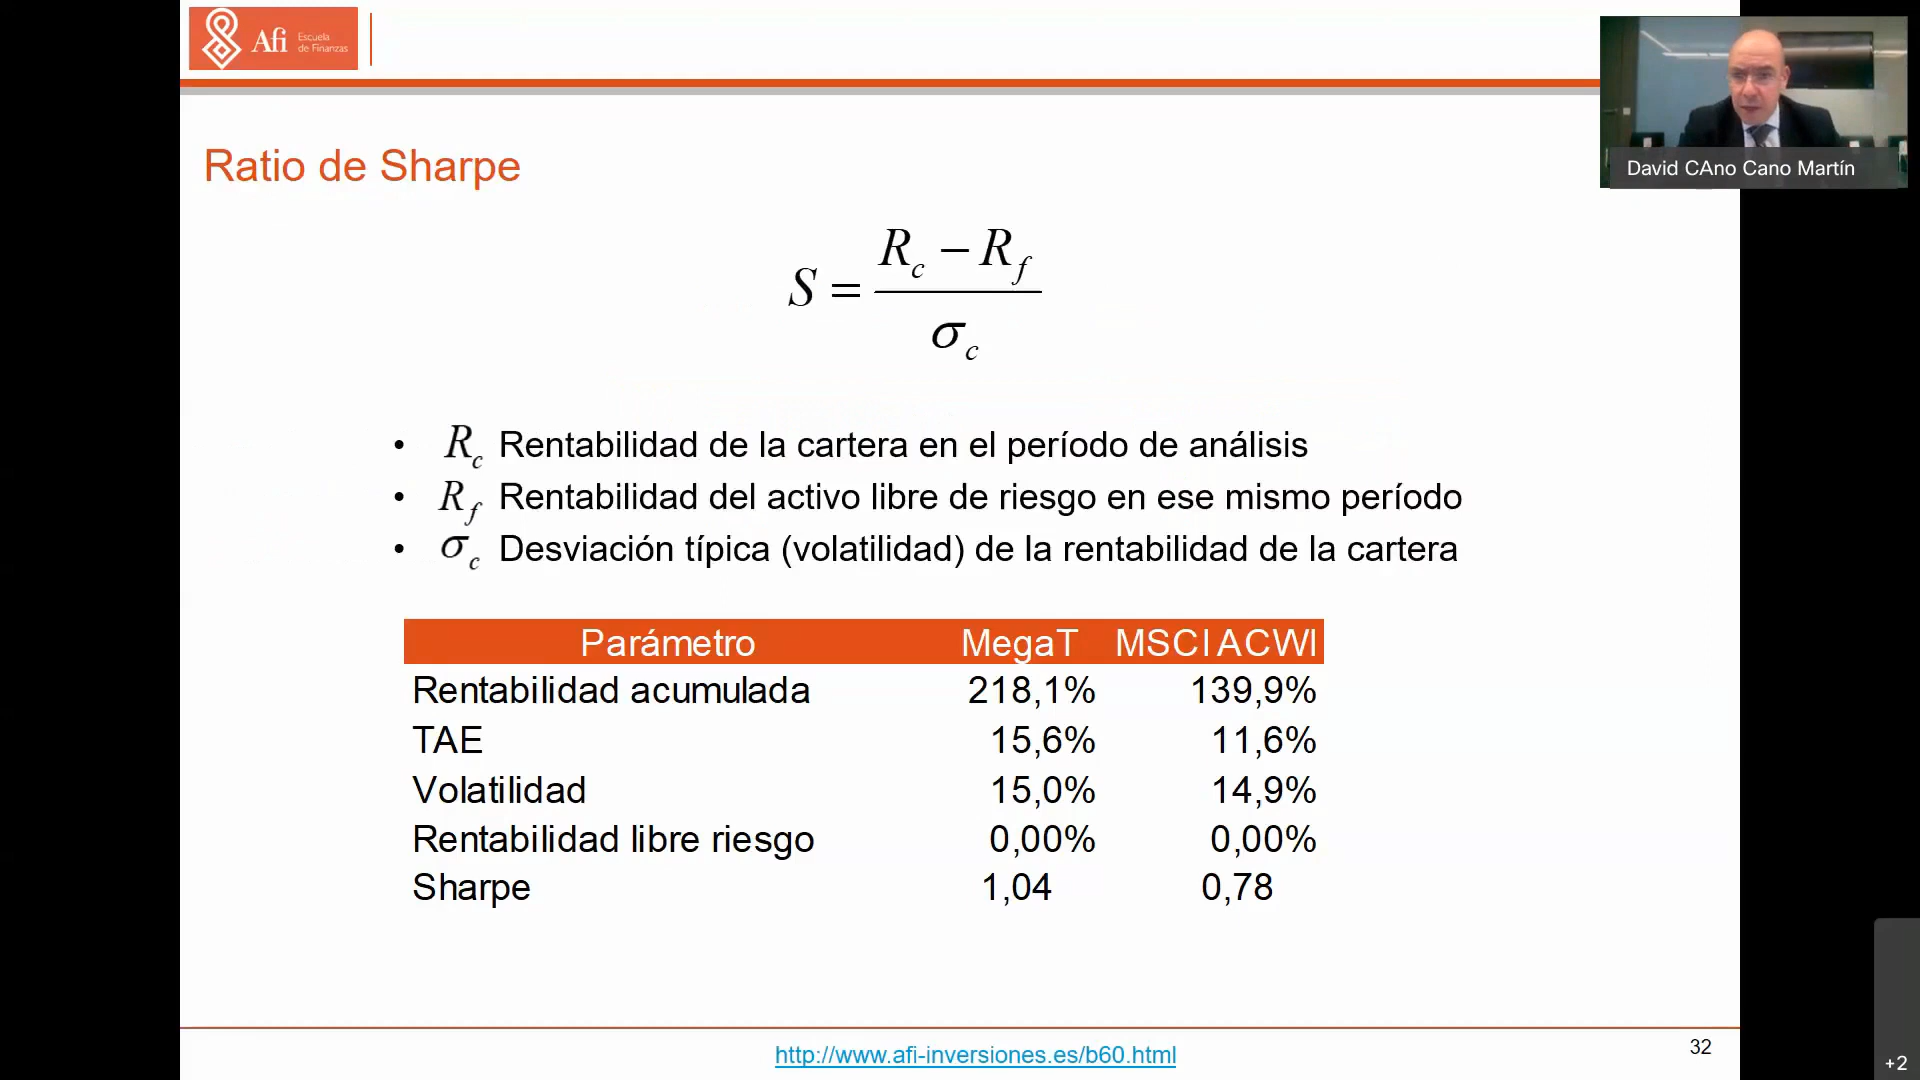 Afi Escuela
de Finanzas
David CAno Cano Martín
Ratio de Sharpe
S = (R_c − R_f) / σ_c
• R_c Rentabilidad de la cartera en el período de análisis
• R_f Rentabilidad del activo libre de riesgo en ese mismo período
• σ_c Desviación típica (volatilidad) de la rentabilidad de la cartera
Parámetro MegaT MSCI ACWI
Rentabilidad acumulada 218,1% 139,9%
TAE 15,6% 11,6%
Volatilidad 15,0% 14,9%
Rentabilidad libre riesgo 0,00% 0,00%
Sharpe 1,04 0,78
http://www.afi-inversiones.es/b60.html
32
+2